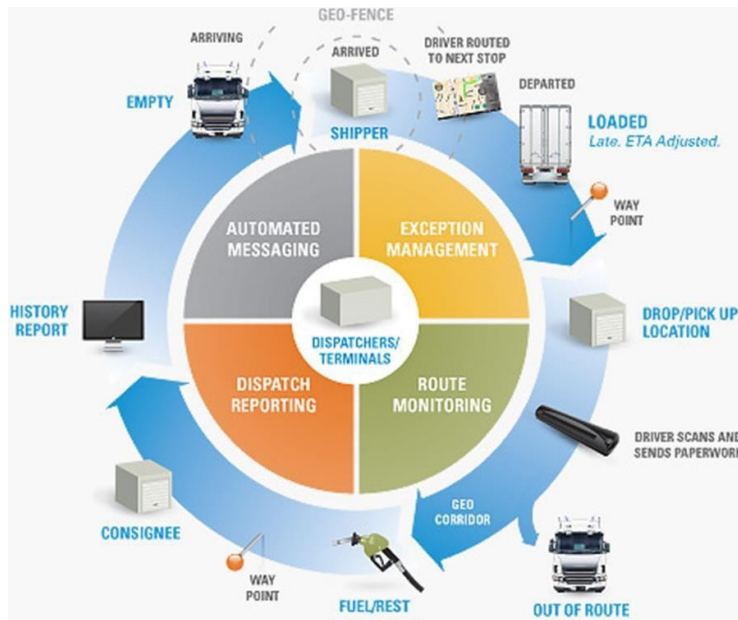 GEO-FENCE
ARRIVING
ARRIVED
DRIVER ROUTED
TO NEXT STOP
EMPTY
SHIPPER
DEPARTED
LOADED
Late. ETA Adjusted.
WAY
POINT
AUTOMATED
MESSAGING
EXCEPTION
MANAGEMENT
HISTORY
REPORT
DISPATCHERS/
TERMINALS
DROP/PICK UP
LOCATION
DISPATCH
REPORTING
ROUTE
MONITORING
DRIVER SCANS AND
SENDS PAPERWORK
GEO
CORRIDOR
CONSIGNEE
WAY
POINT
FUEL/REST
OUT OF ROUTE